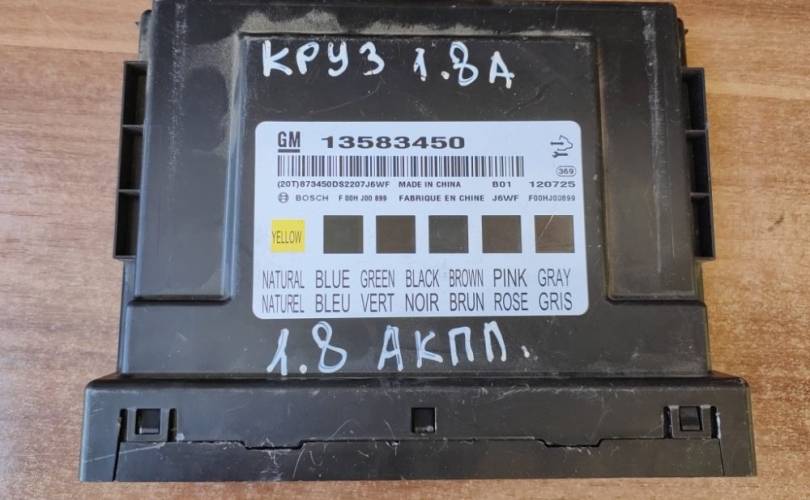 КРУЗ 1.8А
GM 13583450
369
(20T)873450DS2207J6WF MADE IN CHINA B01 120725
BOSCH F 00H J00 899 FABRIQUE EN CHINE J6WF F00HJ00899
YELLOW
NATURAL BLUE GREEN BLACK BROWN PINK GRAY
NATUREL BLEU VERT NOIR BRUN ROSE GRIS
1.8 АКПП.